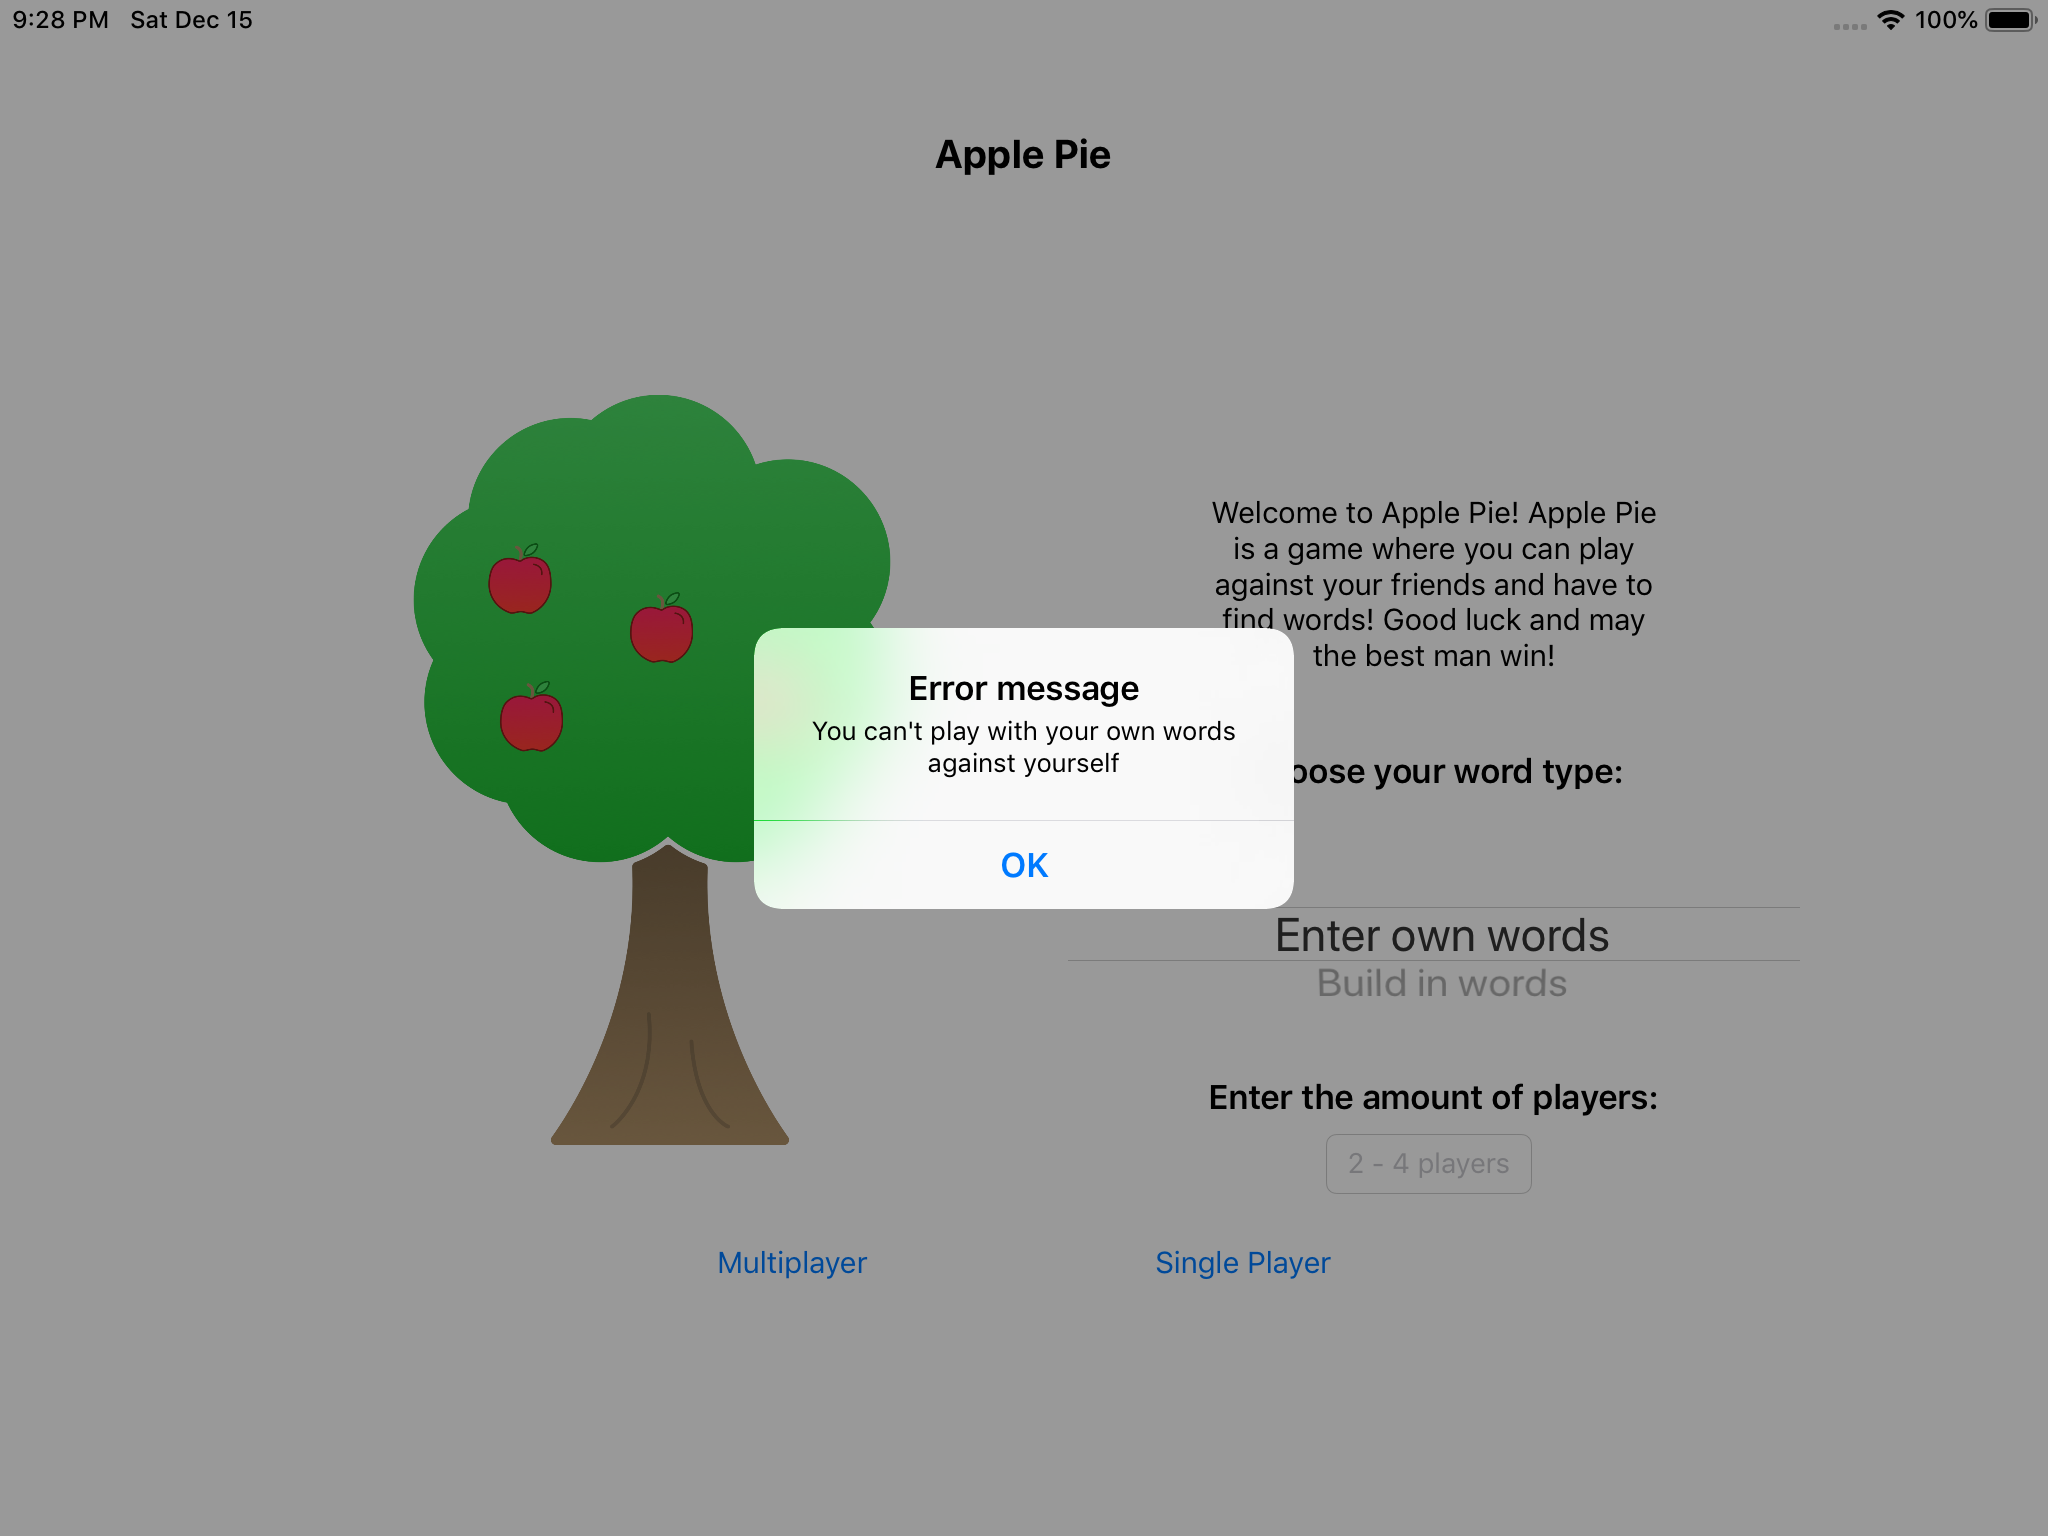 9:28 PM Sat Dec 15
100%
Apple Pie
Welcome to Apple Pie! Apple Pie
is a game where you can play
against your friends and have to
find words! Good luck and may
the best man win!
Error message
You can't play with your own words
against yourself
OK
your word type:
Enter own words
Build in words
Enter the amount of players:
2 - 4 players
Multiplayer
Single Player